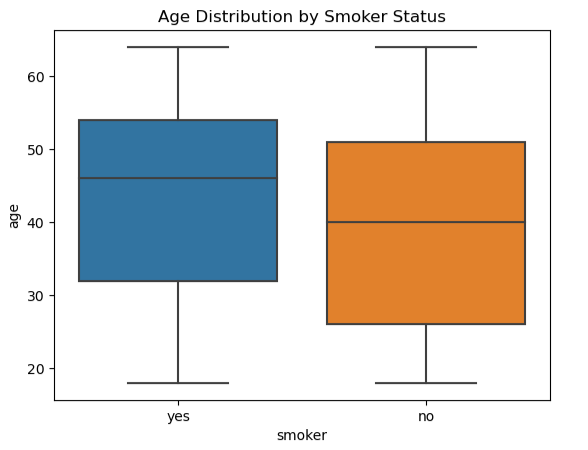 Age Distribution by Smoker Status
60
50
40
30
20
age
yes no
smoker